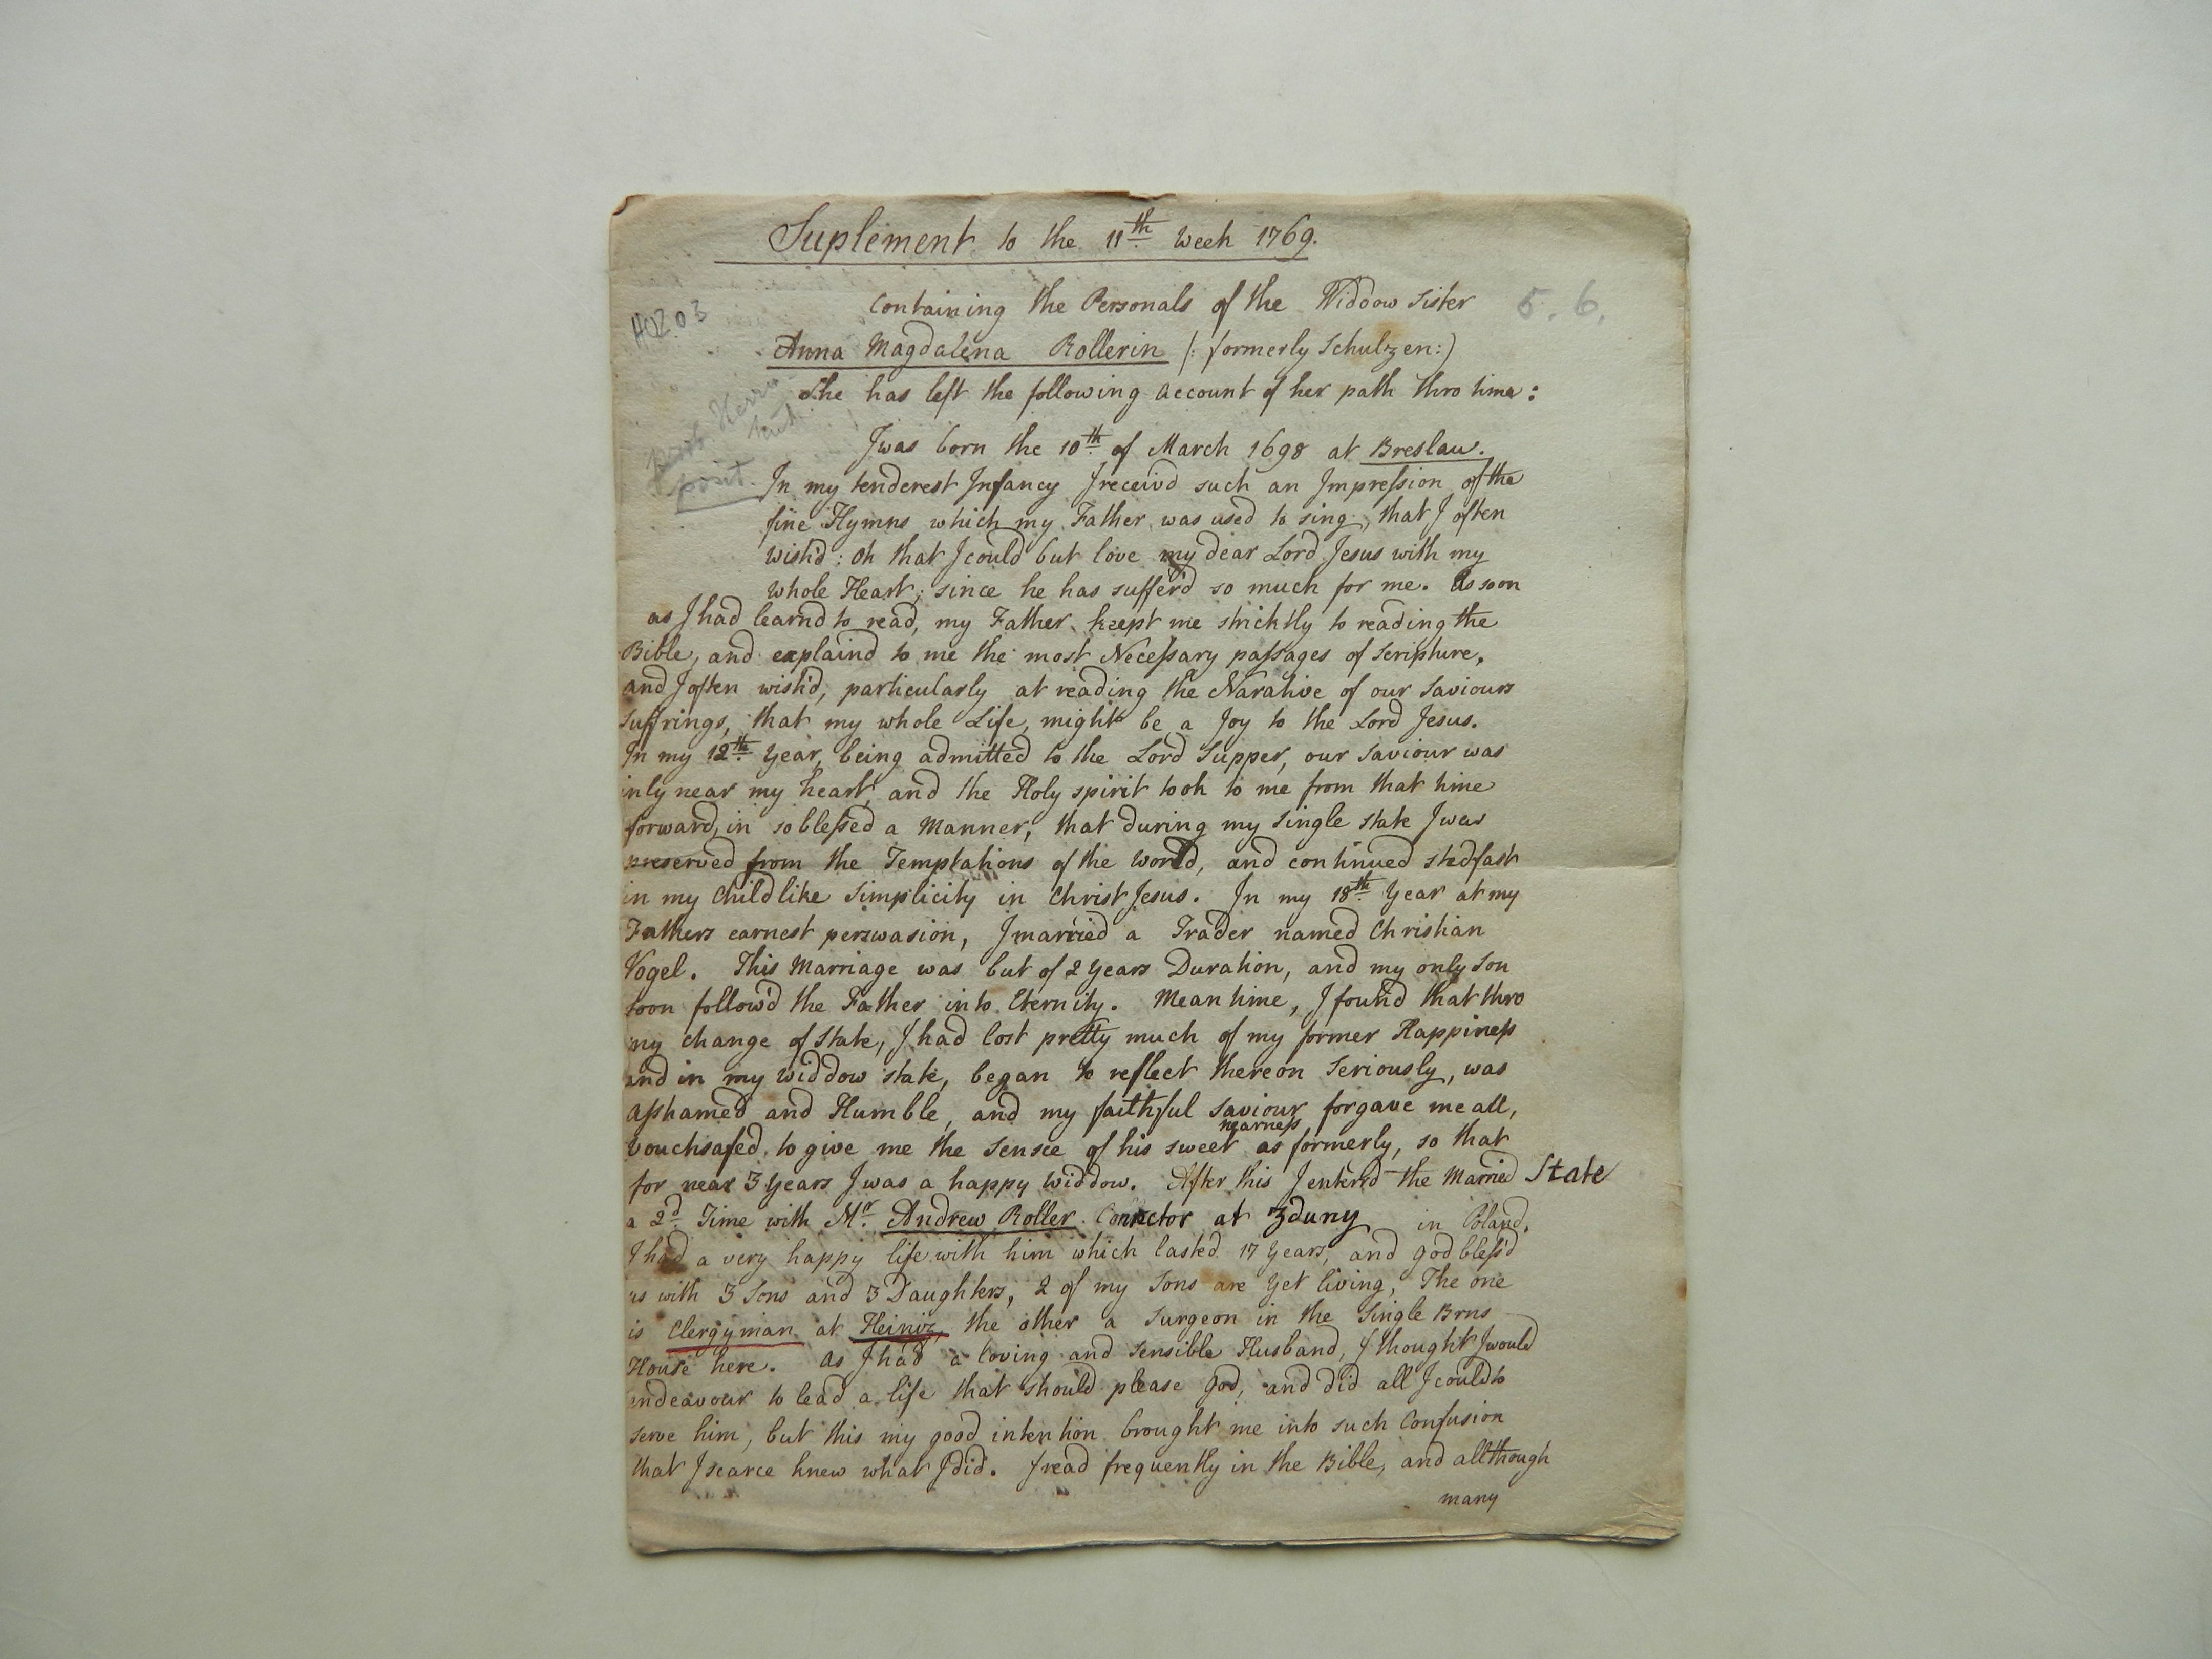 Suplement to the 11th Week 1769.
Containing the Personals of the Widdow Sister
5. 6.
Anna Magdalena Rollerin (: formerly Schulzen:)
She has left the following account of her path thro time:
I was born the 10th of March 1698 at Breslau.
In my tenderest Infancy I receivd such an Impression of the
fine Hymns which my Father was used to sing, that I often
wish'd: Oh that I could but love my dear Lord Jesus with my
whole Heart; since he has suffer'd so much for me. As soon
as I had learnd to read, my Father keept me stricktly to reading the
Bible, and explaind to me the most Necessary passages of Scripture,
and I often wish'd, particularly at reading the Narative of our Saviours
suffrings, that my whole Life, might be a Joy to the Lord Jesus.
In my 12th Year, being admitted to the Lord Supper, our Saviour was
inly near my heart, and the Holy spirit took to me from that time
forward, in so blessed a Manner, that during my single state I was
preserved from the Temptations of the World, and continued stedfast
in my Childlike Simplicity in Christ Jesus. In my 18th Year at my
Fathers earnest perswasion, I married a Trader named Christian
Vogel. This Marriage was but of 2 Years Duration, and my only Son
soon follow'd the Father into Eternity. Mean time, I found that thro
my change of State, I had lost pretty much of my former Happiness
and in my Widdow state, began to reflect thereon Seriously, was
ashamed and Humble, and my faithful Saviour forgave me all,
vouchsafed to give me the Sensce of his sweet nearness as formerly, so that
for near 3 Years I was a happy Widdow. After this I enterd the Married State
a 2d Time with Mr Andrew Roller. Conrector at Zduny in Poland.
I had a very happy life with him which lasted 17 Years, and God bless'd
us with 3 Sons and 3 Daughters, 2 of my Sons are Yet living, The one
is Clergyman at the other a Surgeon in the Single Brns
House here. As I had a loving and Sensible Husband, I thought I would
endeavour to lead a life that should please God, and did all I could to
serve him, but this my good intention brought me into such Confusion
that I scarce knew what I did. I read frequently in the Bible, and allthough
many